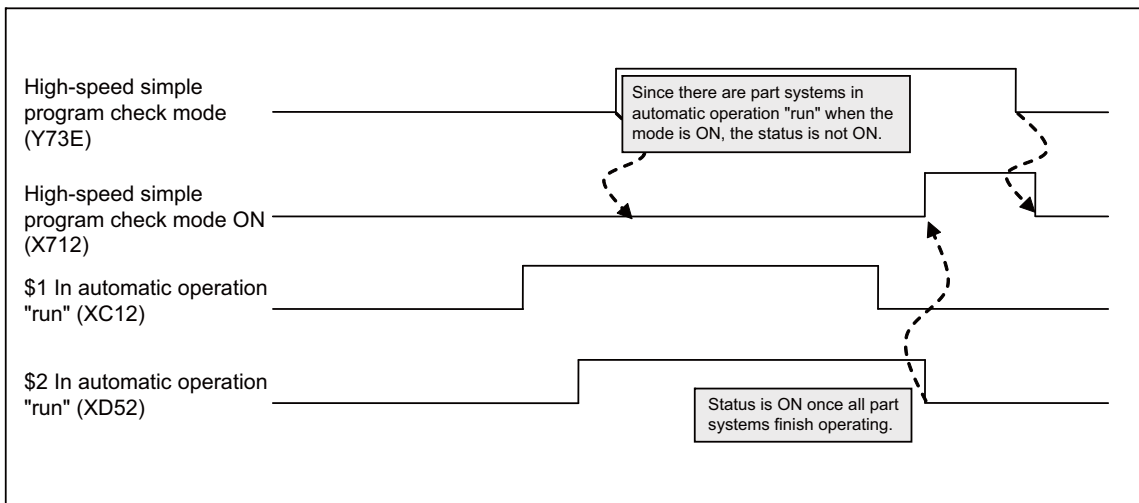 High-speed simple
program check mode
(Y73E)
Since there are part systems in
automatic operation "run" when the
mode is ON, the status is not ON.
High-speed simple
program check mode ON
(X712)
$1 In automatic operation
"run" (XC12)
$2 In automatic operation
"run" (XD52)
Status is ON once all part
systems finish operating.